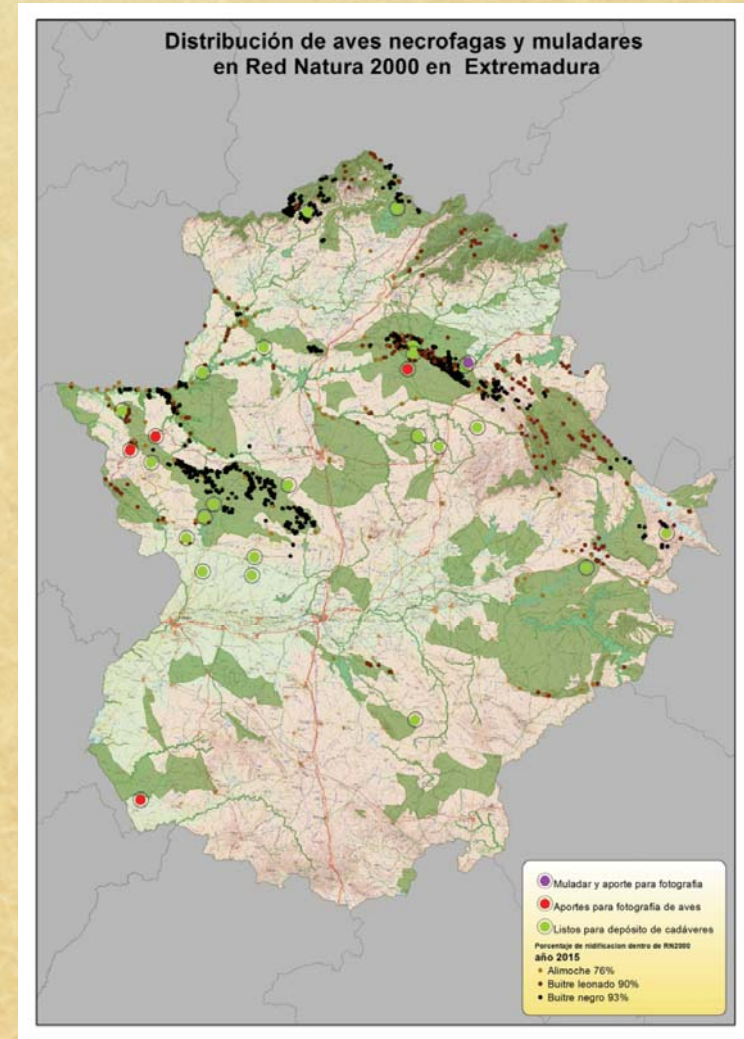 Distribución de aves necrofagas y muladares
en Red Natura 2000 en Extremadura
Muladar y aporte para fotografía
Aportes para fotografía de aves
Listos para depósito de cadáveres
Porcentaje de nidificacion dentro de RN2000
año 2015
Alimoche 76%
Buitre leonado 90%
Buitre negro 93%